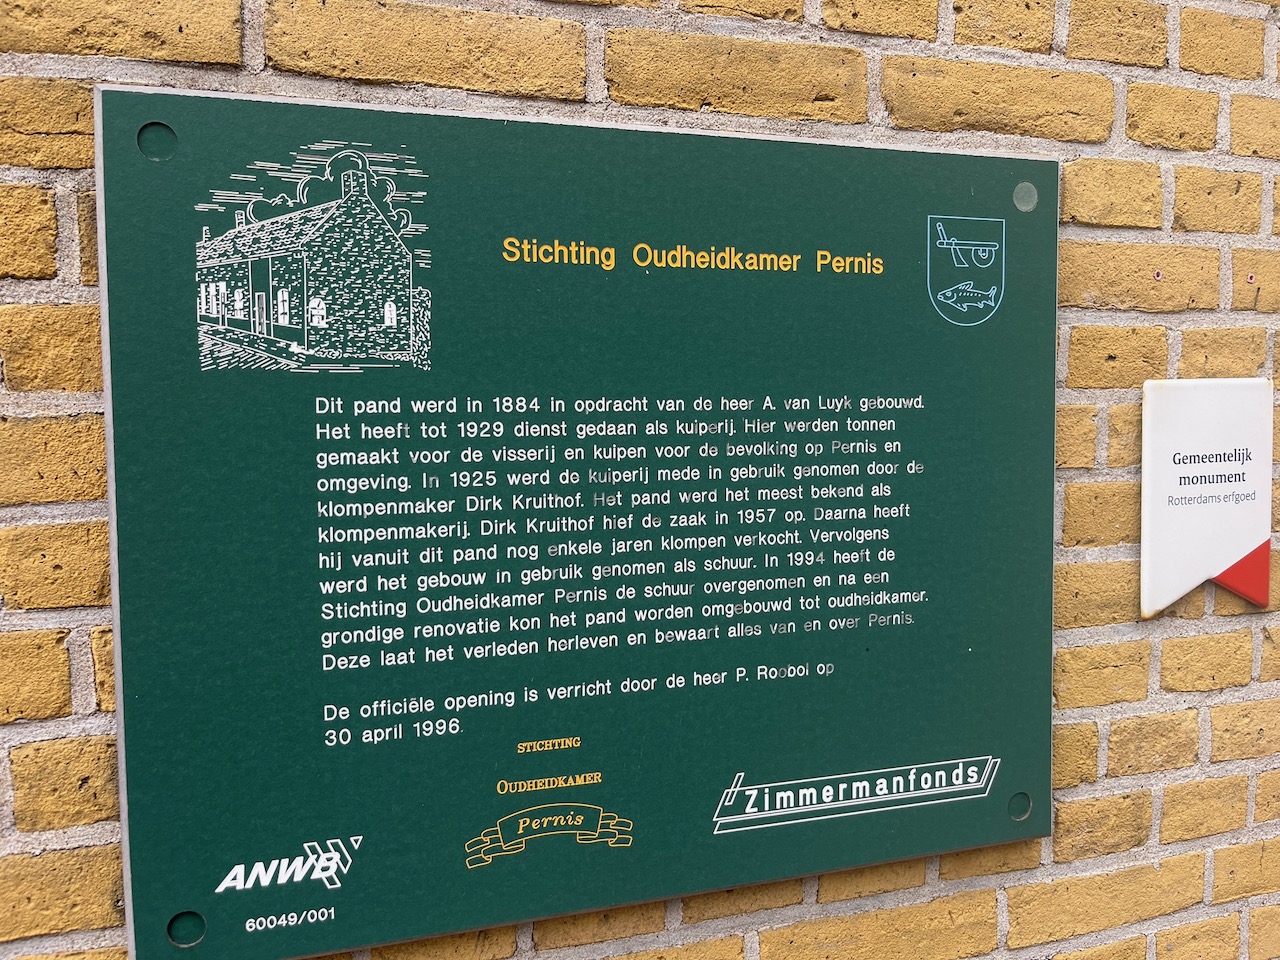 Stichting Oudheidkamer Pernis
Dit pand werd in 1884 in opdracht van de heer A. van Luyk gebouwd.
Het heeft tot 1929 dienst gedaan als kuiperij. Hier werden tonnen
gemaakt voor de visserij en kuipen voor de bevolking op Pernis en
omgeving. In 1925 werd de kuiperij mede in gebruik genomen door de
klompenmaker Dirk Kruithof. Het pand werd het meest bekend als
klompenmakerij. Dirk Kruithof hief de zaak in 1957 op. Daarna heeft
hij vanuit dit pand nog enkele jaren klompen verkocht. Vervolgens
werd het gebouw in gebruik genomen als schuur. In 1994 heeft de
Stichting Oudheidkamer Pernis de schuur overgenomen en na een
grondige renovatie kon het pand worden omgebouwd tot oudheidkamer.
Deze laat het verleden herleven en bewaart alles van en over Pernis.
De officiële opening is verricht door de heer P. Roobol op
30 april 1996.
STICHTING
OUDHEIDKAMER
Pernis
Zimmermanfonds
ANWB
60049/001
Gemeentelijk
monument
Rotterdams erfgoed